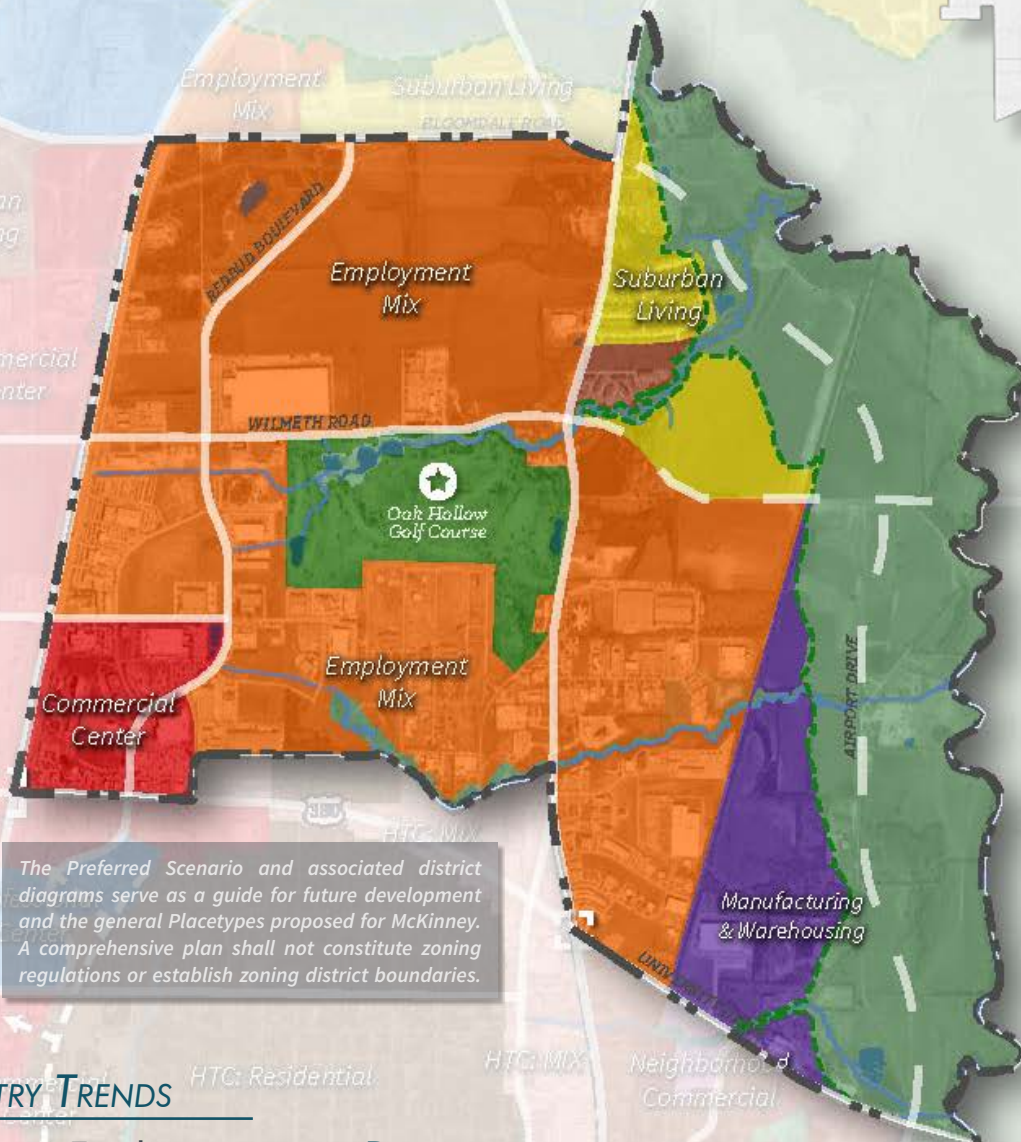 Employment
Mix
Suburban Living
BLOOMDALE ROAD
REDBUD BOULEVARD
Employment
Mix
Suburban
Living
WILMETH ROAD
Oak Hollow
Golf Course
Employment
Mix
Commercial
Center
AIRPORT DRIVE
380
HTC: MIX
The Preferred Scenario and associated district
diagrams serve as a guide for future development
and the general Placetypes proposed for McKinney.
A comprehensive plan shall not constitute zoning
regulations or establish zoning district boundaries.
Manufacturing
& Warehousing
HTC: Residential
HTC: MIX
Neighborhood
Commercial
TRENDS